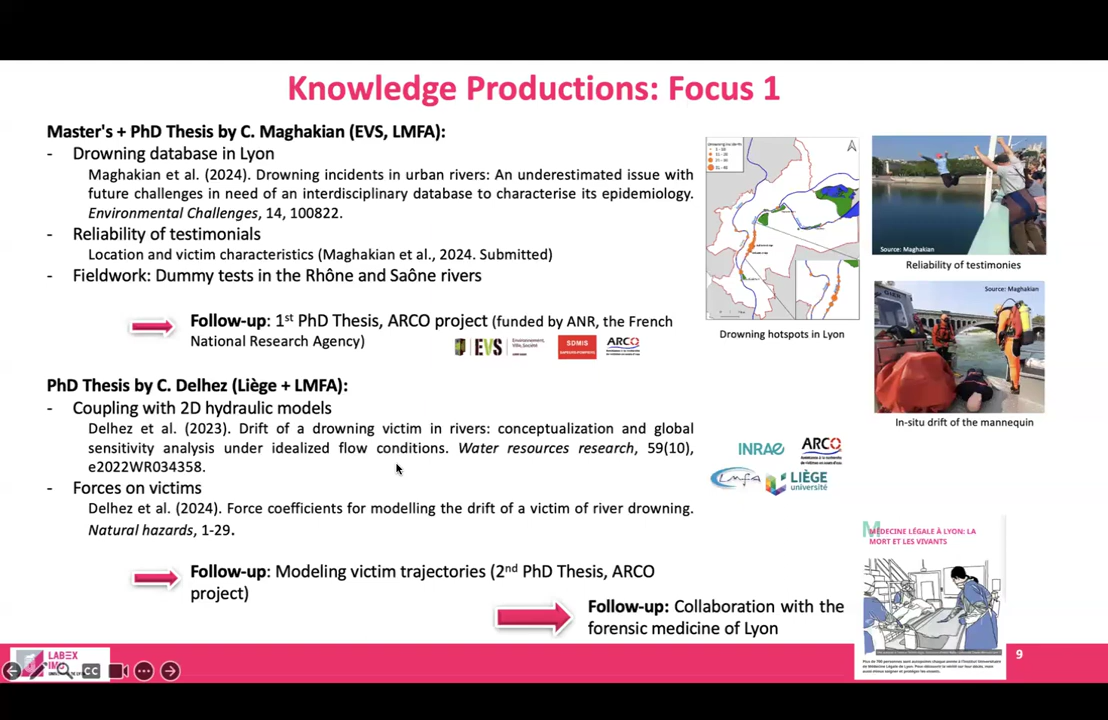 Knowledge Productions: Focus 1
Master's + PhD Thesis by C. Maghakian (EVS, LMFA):
- Drowning database in Lyon
Maghakian et al. (2024). Drowning incidents in urban rivers: An underestimated issue with
future challenges in need of an interdisciplinary database to characterise its epidemiology.
Environmental Challenges, 14, 100822.
- Reliability of testimonials
Location and victim characteristics (Maghakian et al., 2024. Submitted)
- Fieldwork: Dummy tests in the Rhône and Saône rivers
Follow-up: 1st PhD Thesis, ARCO project (funded by ANR, the French
National Research Agency)
EVS
SDMIS
ARCO
PhD Thesis by C. Delhez (Liège + LMFA):
- Coupling with 2D hydraulic models
Delhez et al. (2023). Drift of a drowning victim in rivers: conceptualization and global
sensitivity analysis under idealized flow conditions. Water resources research, 59(10),
e2022WR034358.
- Forces on victims
Delhez et al. (2024). Force coefficients for modelling the drift of a victim of river drowning.
Natural hazards, 1-29.
Follow-up: Modeling victim trajectories (2nd PhD Thesis, ARCO
project)
Follow-up: Collaboration with the
forensic medicine of Lyon
Drowning hotspots in Lyon
Source: Maghakian
Reliability of testimonies
Source: Maghakian
In-situ drift of the mannequin
INRAE
ARCO
Lmfa
LIÈGE
université
MÉDECINE LÉGALE À LYON: LA
MORT ET LES VIVANTS
LABEX
CC
9